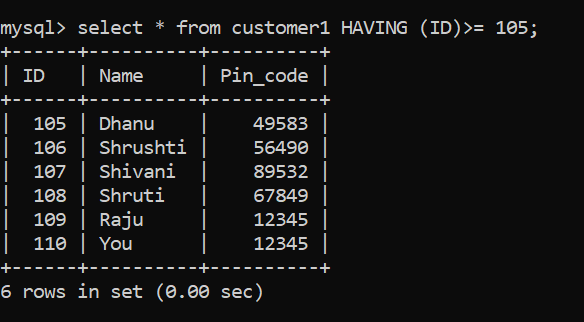 mysql> select * from customer1 HAVING (ID)>= 105;
+------+----------+----------+
| ID   | Name     | Pin_code |
+------+----------+----------+
|  105 | Dhanu    |    49583 |
|  106 | Shrushti |    56490 |
|  107 | Shivani  |    89532 |
|  108 | Shruti   |    67849 |
|  109 | Raju     |    12345 |
|  110 | You      |    12345 |
+------+----------+----------+
6 rows in set (0.00 sec)